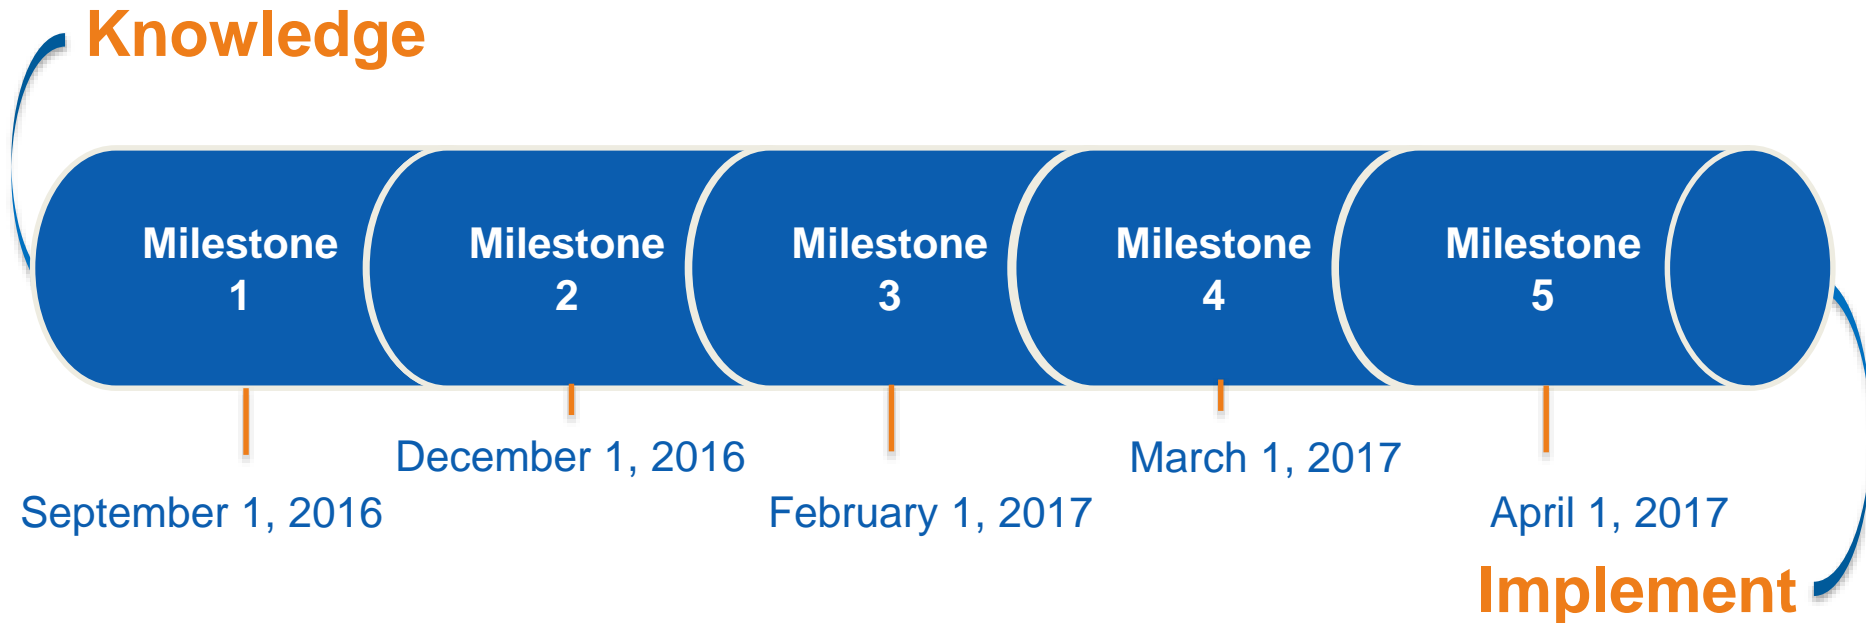 Knowledge
Milestone
1
Milestone
2
Milestone
3
Milestone
4
Milestone
5
September 1, 2016
December 1, 2016
February 1, 2017
March 1, 2017
April 1, 2017
Implement